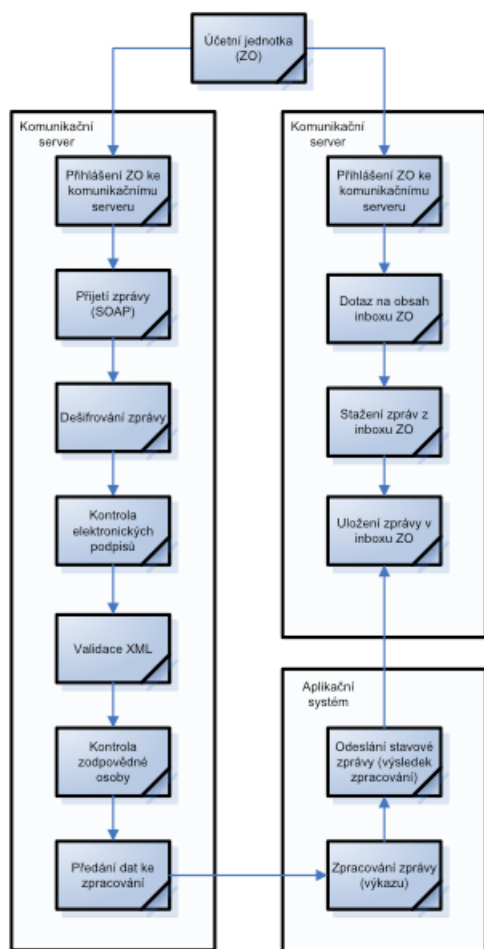 Účetní jednotka
(ZO)
Komunikační
server
Přihlášení ZO ke
komunikačnímu
serveru
Přijetí zprávy
(SOAP)
Dešifrování zprávy
Kontrola
elektronických
podpisů
Validace XML
Kontrola
zodpovědné
osoby
Předání dat ke
zpracování
Komunikační
server
Přihlášení ZO ke
komunikačnímu
serveru
Dotaz na obsah
inboxu ZO
Stažení zpráv z
inboxu ZO
Uložení zprávy v
inboxu ZO
Aplikační
systém
Odeslání stavové
zprávy (výsledek
zpracování)
Zpracování zprávy
(výkazu)